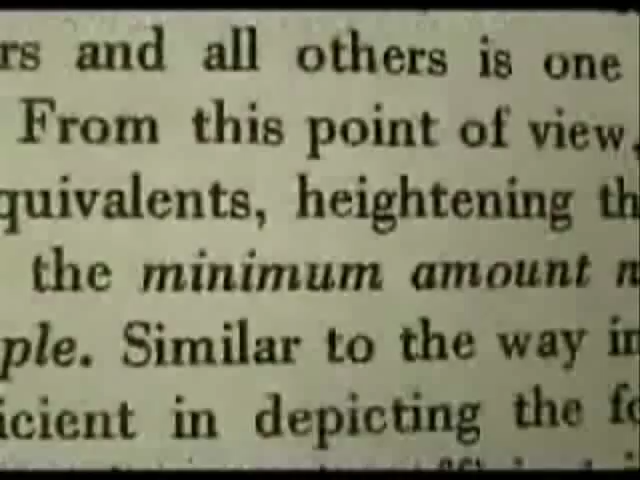 rs and all others is one
From this point of view,
quivalents, heightening th
the minimum amount
ple. Similar to the way in
icient in depicting the fo